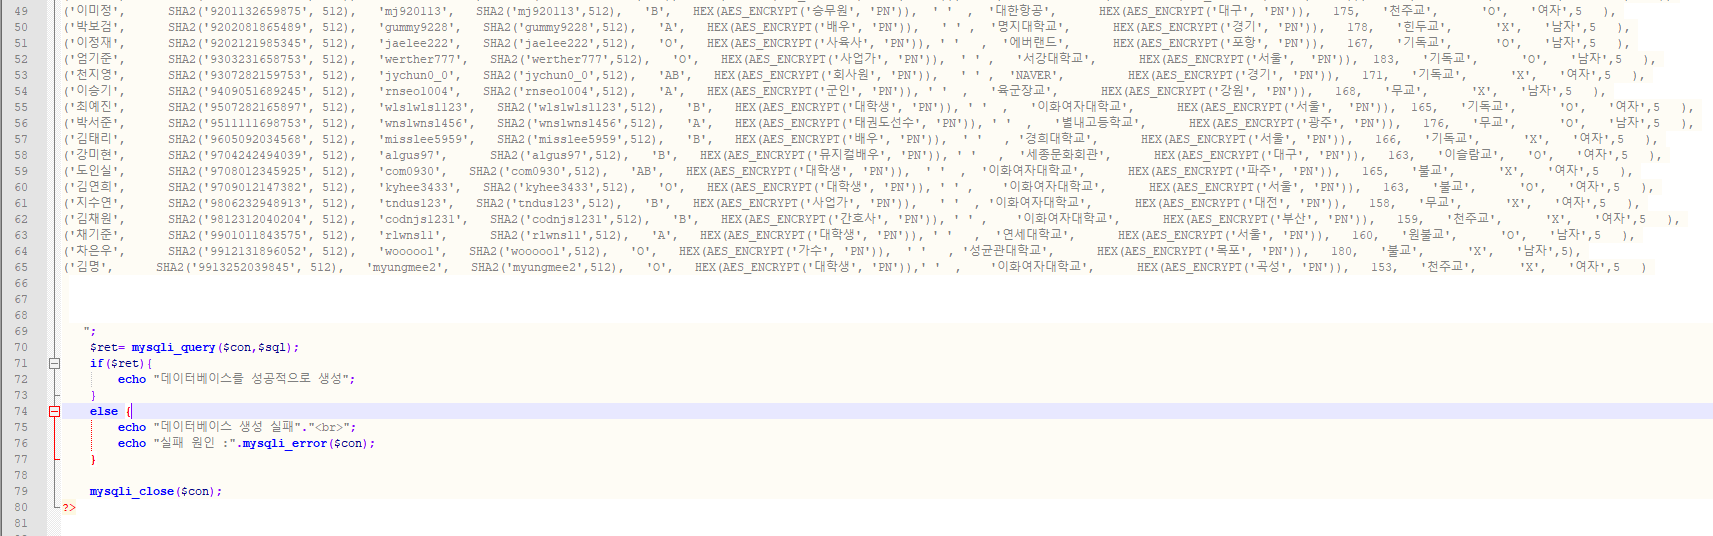 49 ('이미정', SHA2('9201132659875', 512), 'mj920113', SHA2('mj920113',512), 'B', HEX(AES_ENCRYPT('승무원', 'PN')), ' ' , '대한항공', HEX(AES_ENCRYPT('대구', 'PN')), 175, '천주교', 'O', '여자',5 ),
50 ('박보검', SHA2('9202081865489', 512), 'gummy9228', SHA2('gummy9228',512), 'A', HEX(AES_ENCRYPT('배우', 'PN')), ' ' , '명지대학교', HEX(AES_ENCRYPT('경기', 'PN')), 178, '힌두교', 'X', '남자',5 ),
51 ('이정재', SHA2('9202121985345', 512), 'jaelee222', SHA2('jaelee222',512), 'O', HEX(AES_ENCRYPT('사육사', 'PN')), ' ' , '에버랜드', HEX(AES_ENCRYPT('포항', 'PN')), 167, '기독교', 'O', '남자',5 ),
52 ('엄기준', SHA2('9303231658753', 512), 'werther777', SHA2('werther777',512), 'O', HEX(AES_ENCRYPT('사업가', 'PN')), ' ' , '서강대학교', HEX(AES_ENCRYPT('서울', 'PN')), 183, '기독교', 'O', '남자',5 ),
53 ('천지영', SHA2('9307282159753', 512), 'jychun0_0', SHA2('jychun0_0',512), 'AB', HEX(AES_ENCRYPT('회사원', 'PN')), ' ' , 'NAVER', HEX(AES_ENCRYPT('경기', 'PN')), 171, '기독교', 'X', '여자',5 ),
54 ('이승기', SHA2('9409051689245', 512), 'rnseo1004', SHA2('rnseo1004',512), 'A', HEX(AES_ENCRYPT('군인', 'PN')), ' ' , '육군장교', HEX(AES_ENCRYPT('강원', 'PN')), 168, '무교', 'X', '남자',5 ),
55 ('최예진', SHA2('9507282165897', 512), 'wlslwls1123', SHA2('wlslwls1123',512), 'B', HEX(AES_ENCRYPT('대학생', 'PN')), ' ' , '이화여자대학교', HEX(AES_ENCRYPT('서울', 'PN')), 165, '기독교', 'O', '여자',5 ),
56 ('박서준', SHA2('9511111698753', 512), 'wnslwns1456', SHA2('wnslwns1456',512), 'A', HEX(AES_ENCRYPT('태권도선수', 'PN')), ' ' , '별내고등학교', HEX(AES_ENCRYPT('광주', 'PN')), 176, '무교', 'O', '남자',5 ),
57 ('김태리', SHA2('9605092034568', 512), 'misslee5959', SHA2('misslee5959',512), 'B', HEX(AES_ENCRYPT('배우', 'PN')), ' ' , '경희대학교', HEX(AES_ENCRYPT('서울', 'PN')), 166, '기독교', 'X', '여자',5 ),
58 ('강미현', SHA2('9704242494039', 512), 'algus97', SHA2('algus97',512), 'B', HEX(AES_ENCRYPT('뮤지컬배우', 'PN')), ' ' , '세종문화회관', HEX(AES_ENCRYPT('대구', 'PN')), 163, '이슬람교', 'O', '여자',5 ),
59 ('도인실', SHA2('9708012345925', 512), 'com0930', SHA2('com0930',512), 'AB', HEX(AES_ENCRYPT('대학생', 'PN')), ' ' , '이화여자대학교', HEX(AES_ENCRYPT('파주', 'PN')), 165, '불교', 'X', '여자',5 ),
60 ('김연희', SHA2('9709012147382', 512), 'kyhee3433', SHA2('kyhee3433',512), 'O', HEX(AES_ENCRYPT('대학생', 'PN')), ' ' , '이화여자대학교', HEX(AES_ENCRYPT('서울', 'PN')), 163, '불교', 'O', '여자',5 ),
61 ('지수연', SHA2('9806232948913', 512), 'tndus123', SHA2('tndus123',512), 'B', HEX(AES_ENCRYPT('사업가', 'PN')), ' ' , '이화여자대학교', HEX(AES_ENCRYPT('대전', 'PN')), 158, '무교', 'X', '여자',5 ),
62 ('김채원', SHA2('9812312040204', 512), 'codnjs1231', SHA2('codnjs1231',512), 'B', HEX(AES_ENCRYPT('간호사', 'PN')), ' ' , '이화여자대학교', HEX(AES_ENCRYPT('부산', 'PN')), 159, '천주교', 'X', '여자',5 ),
63 ('채기준', SHA2('9901011843575', 512), 'rlwns11', SHA2('rlwns11',512), 'A', HEX(AES_ENCRYPT('대학생', 'PN')), ' ' , '연세대학교', HEX(AES_ENCRYPT('서울', 'PN')), 160, '원불교', 'O', '남자',5 ),
64 ('차은우', SHA2('9912131896052', 512), 'woooool', SHA2('woooool',512), 'O', HEX(AES_ENCRYPT('가수', 'PN')), ' ' , '성균관대학교', HEX(AES_ENCRYPT('목포', 'PN')), 180, '불교', 'X', '남자',5),
65 ('김명', SHA2('9913252039845', 512), 'myungmee2', SHA2('myungmee2',512), 'O', HEX(AES_ENCRYPT('대학생', 'PN')),' ' , '이화여자대학교', HEX(AES_ENCRYPT('곡성', 'PN')), 153, '천주교', 'X', '여자',5 )
66
67
68
69 ";
70 $ret= mysqli_query($con,$sql);
71 if($ret){
72 echo "데이터베이스를 성공적으로 생성";
73 }
74 else {
75 echo "데이터베이스 생성 실패"."<br>";
76 echo "실패 원인 :".mysqli_error($con);
77 }
78
79 mysqli_close($con);
80 ?>
81